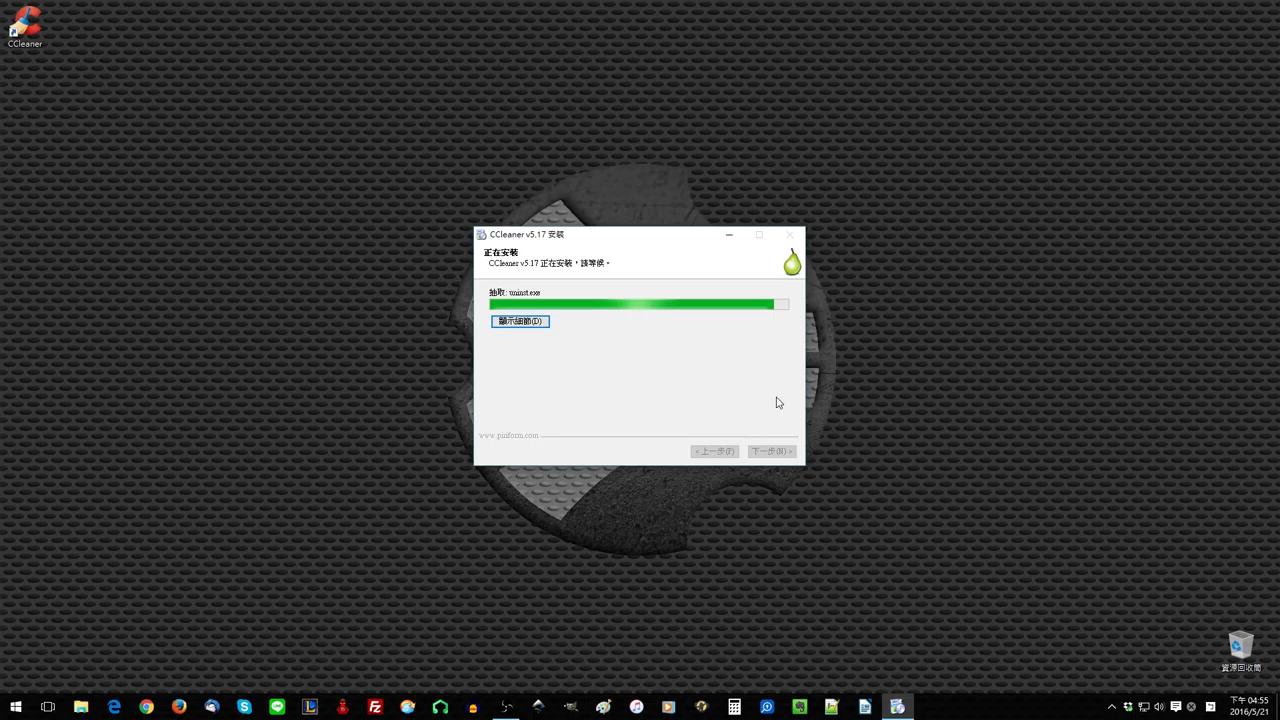 CCleaner
CCleaner v5.17 安裝
正在安裝
CCleaner v5.17 正在安裝，請等候。
抽取: uninst.exe
顯示細節(D)
www.piriform.com
< 上一步(P)
下一步(N) >
資源回收筒
下午 04:55
2016/5/21